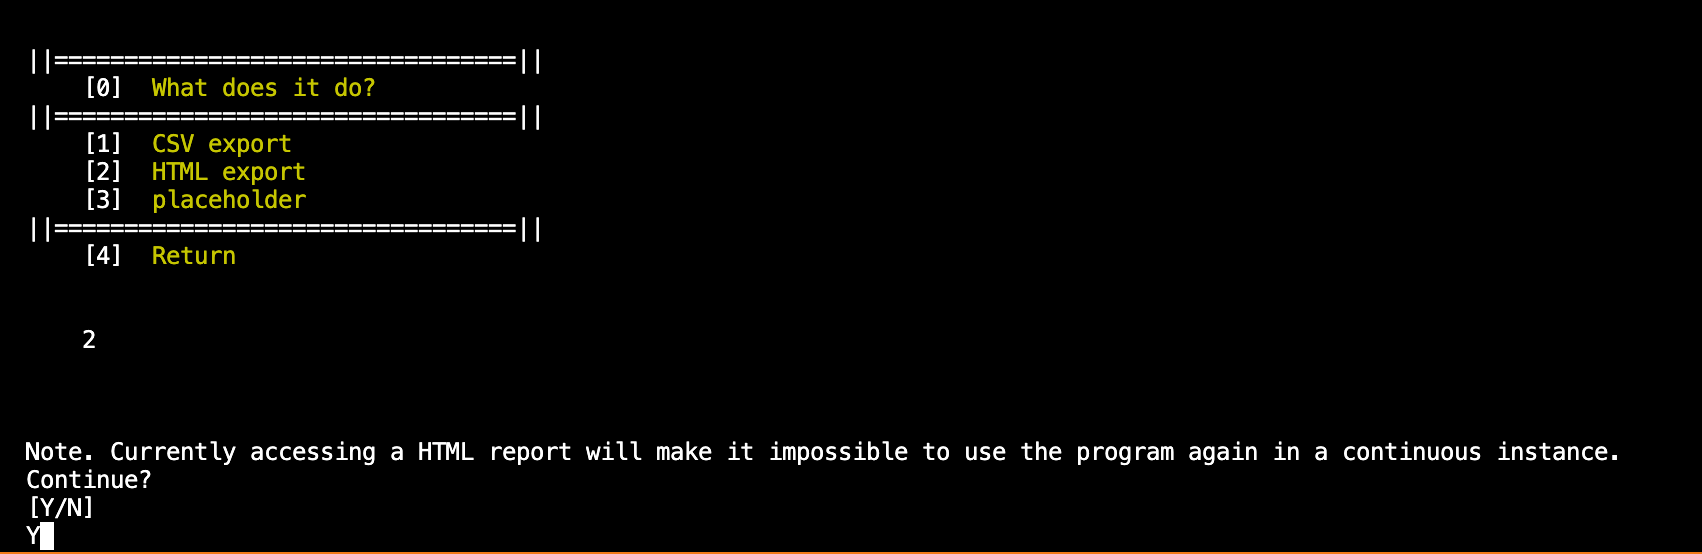 ||=================================||
[0] What does it do?
||=================================||
[1] CSV export
[2] HTML export
[3] placeholder
||=================================||
[4] Return
2
Note. Currently accessing a HTML report will make it impossible to use the program again in a continuous instance.
Continue?
[Y/N]
Y